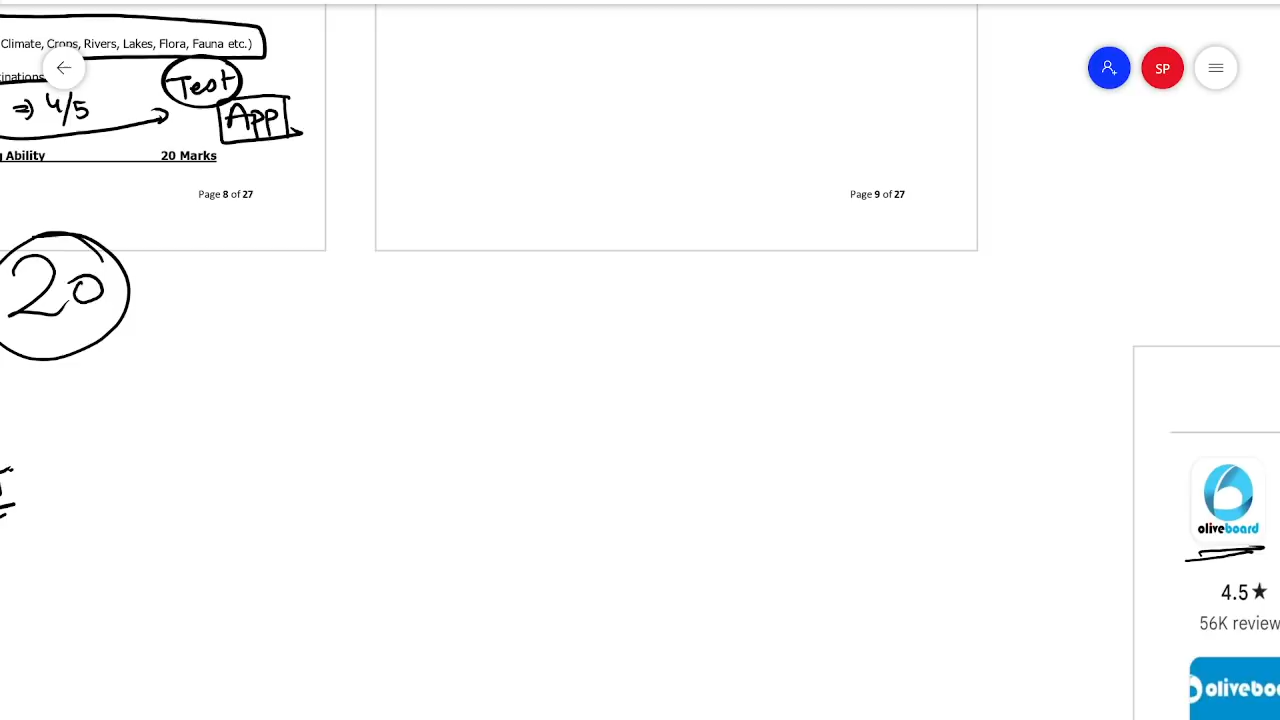 Climate, Crops, Rivers, Lakes, Flora, Fauna etc.)
inations
Test
⇒ 4/5
App
g Ability 20 Marks
Page 8 of 27
Page 9 of 27
SP
20
oliveboard
4.5★
56K review
oliveboa